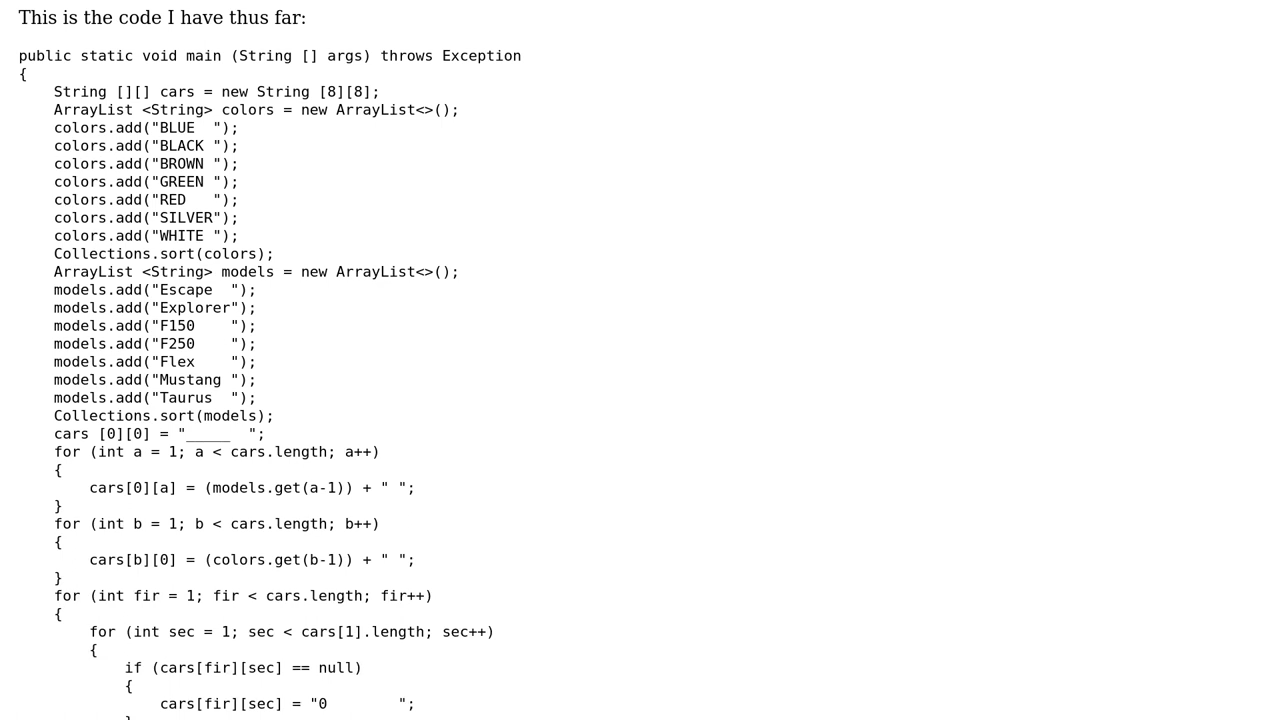 This is the code I have thus far:
public static void main (String [] args) throws Exception
{
    String [][] cars = new String [8][8];
    ArrayList <String> colors = new ArrayList<>();
    colors.add("BLUE  ");
    colors.add("BLACK ");
    colors.add("BROWN ");
    colors.add("GREEN ");
    colors.add("RED   ");
    colors.add("SILVER");
    colors.add("WHITE ");
    Collections.sort(colors);
    ArrayList <String> models = new ArrayList<>();
    models.add("Escape  ");
    models.add("Explorer");
    models.add("F150    ");
    models.add("F250    ");
    models.add("Flex    ");
    models.add("Mustang ");
    models.add("Taurus  ");
    Collections.sort(models);
    cars [0][0] = "_____  ";
    for (int a = 1; a < cars.length; a++)
    {
        cars[0][a] = (models.get(a-1)) + " ";
    }
    for (int b = 1; b < cars.length; b++)
    {
        cars[b][0] = (colors.get(b-1)) + " ";
    }
    for (int fir = 1; fir < cars.length; fir++)
    {
        for (int sec = 1; sec < cars[1].length; sec++)
        {
            if (cars[fir][sec] == null)
            {
                cars[fir][sec] = "0        ";
            }